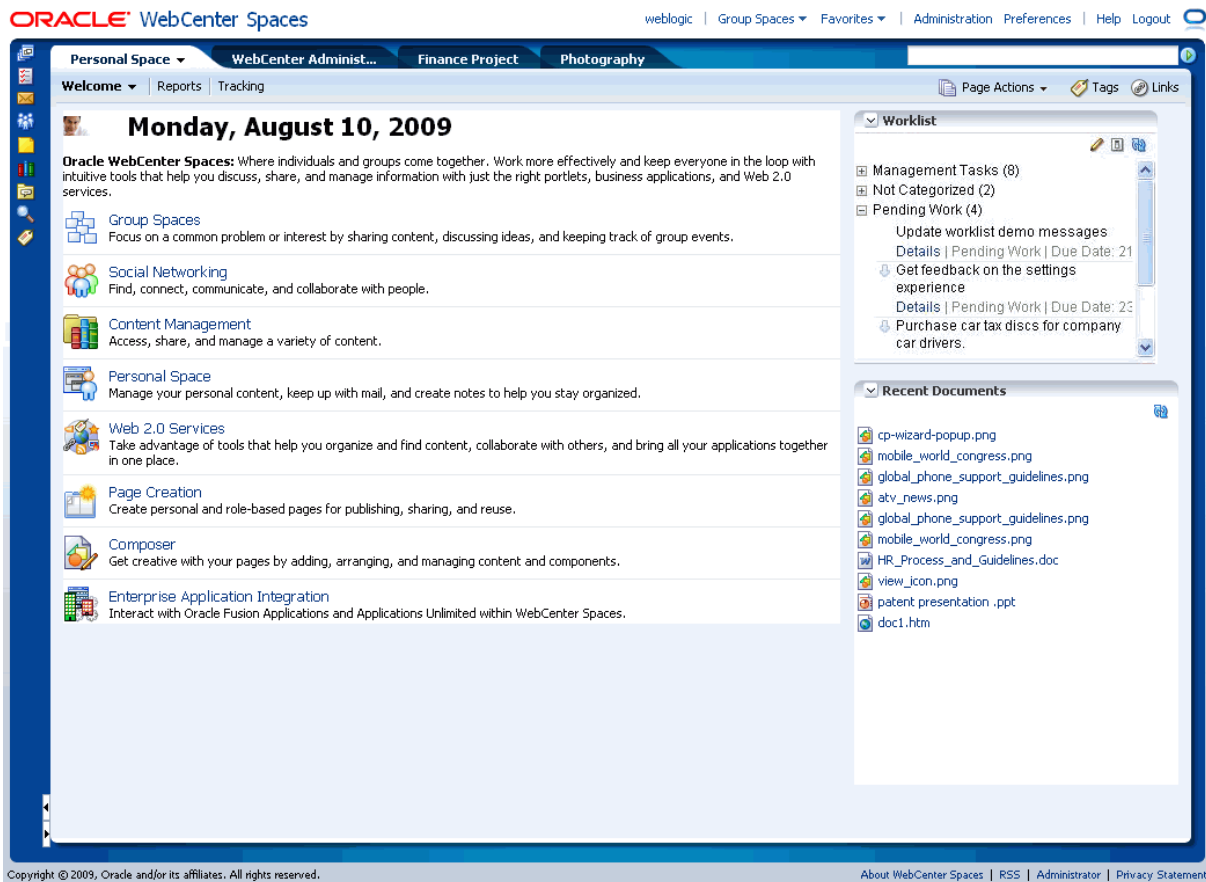 ORACLE WebCenter Spaces
weblogic | Group Spaces Favorites | Administration Preferences | Help Logout
Personal Space WebCenter Administ... Finance Project Photography
Welcome Reports Tracking
Page Actions Tags Links
Monday, August 10, 2009
Oracle WebCenter Spaces: Where individuals and groups come together. Work more effectively and keep everyone in the loop with
intuitive tools that help you discuss, share, and manage information with just the right portlets, business applications, and Web 2.0
services.
Group Spaces
Focus on a common problem or interest by sharing content, discussing ideas, and keeping track of group events.
Social Networking
Find, connect, communicate, and collaborate with people.
Content Management
Access, share, and manage a variety of content.
Personal Space
Manage your personal content, keep up with mail, and create notes to help you stay organized.
Web 2.0 Services
Take advantage of tools that help you organize and find content, collaborate with others, and bring all your applications together
in one place.
Page Creation
Create personal and role-based pages for publishing, sharing, and reuse.
Composer
Get creative with your pages by adding, arranging, and managing content and components.
Enterprise Application Integration
Interact with Oracle Fusion Applications and Applications Unlimited within WebCenter Spaces.
Worklist
Management Tasks (8)
Not Categorized (2)
Pending Work (4)
Update worklist demo messages
Details | Pending Work | Due Date: 21
Get feedback on the settings
experience
Details | Pending Work | Due Date: 23
Purchase car tax discs for company
car drivers.
Recent Documents
cp-wizard-popup.png
mobile_world_congress.png
global_phone_support_guidelines.png
atv_news.png
global_phone_support_guidelines.png
mobile_world_congress.png
HR_Process_and_Guidelines.doc
view_icon.png
patent presentation .ppt
doc1.htm
Copyright © 2009, Oracle and/or its affiliates. All rights reserved.
About WebCenter Spaces | RSS | Administrator | Privacy Statement